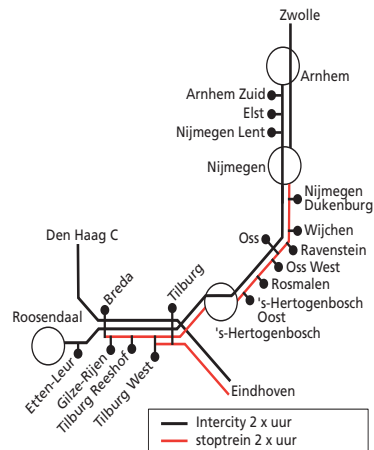 Zwolle
Arnhem
Arnhem Zuid
Elst
Nijmegen Lent
Nijmegen
Nijmegen
Dukenburg
Wijchen
Oss
Ravenstein
Oss West
Rosmalen
's-Hertogenbosch
Oost
's-Hertogenbosch
Den Haag C
Breda
Tilburg
Roosendaal
Etten-Leur
Gilze-Rijen
Tilburg Reeshof
Tilburg West
Eindhoven
Intercity 2 x uur
stoptrein 2 x uur